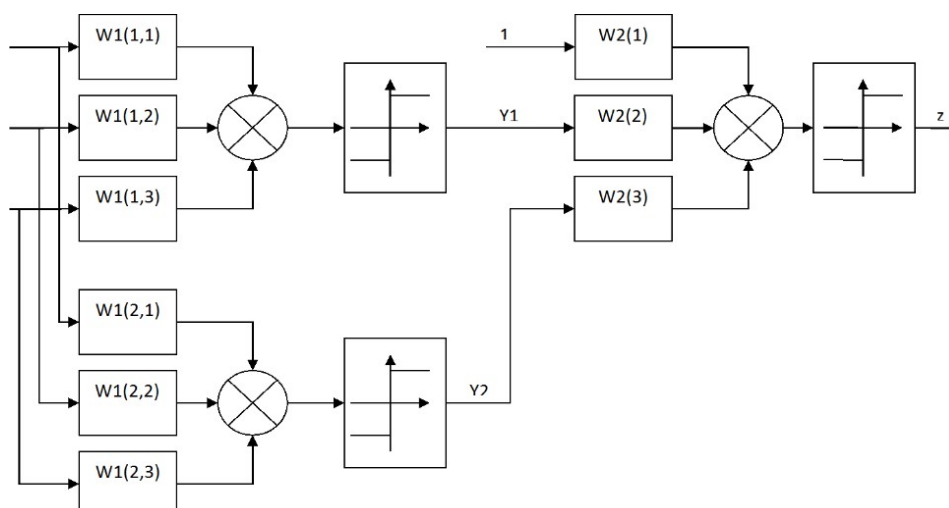 W1(1,1)
W1(1,2)
W1(1,3)
Y1
1
W2(1)
W2(2)
W2(3)
z
W1(2,1)
W1(2,2)
W1(2,3)
Y2